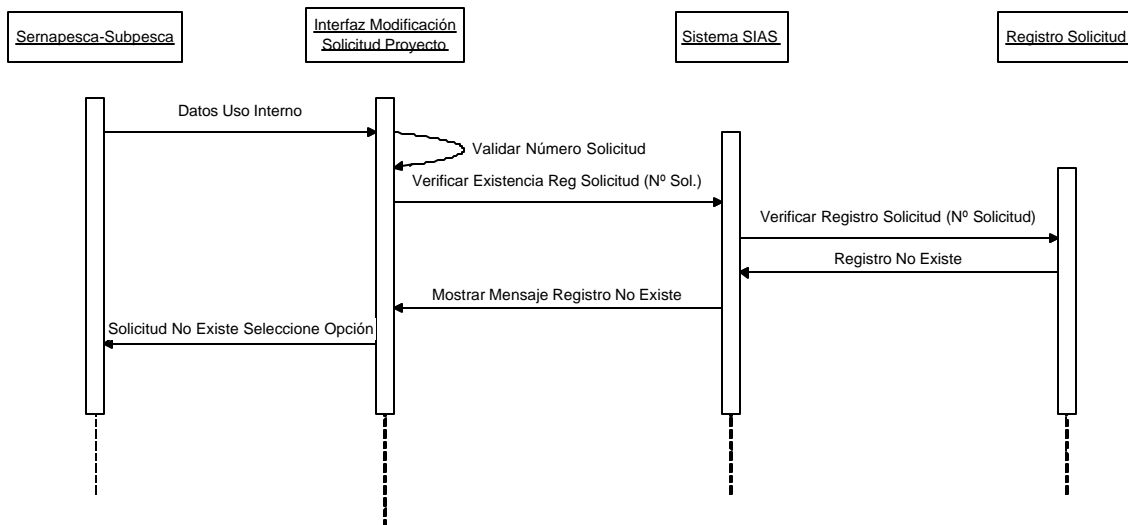 Sernapesca-Subpesca
Interfaz Modificación
Solicitud Proyecto
Sistema SIAS
Registro Solicitud
Datos Uso Interno
Validar Número Solicitud
Verificar Existencia Reg Solicitud (Nº Sol.)
Verificar Registro Solicitud (Nº Solicitud)
Registro No Existe
Mostrar Mensaje Registro No Existe
Solicitud No Existe Seleccione Opción